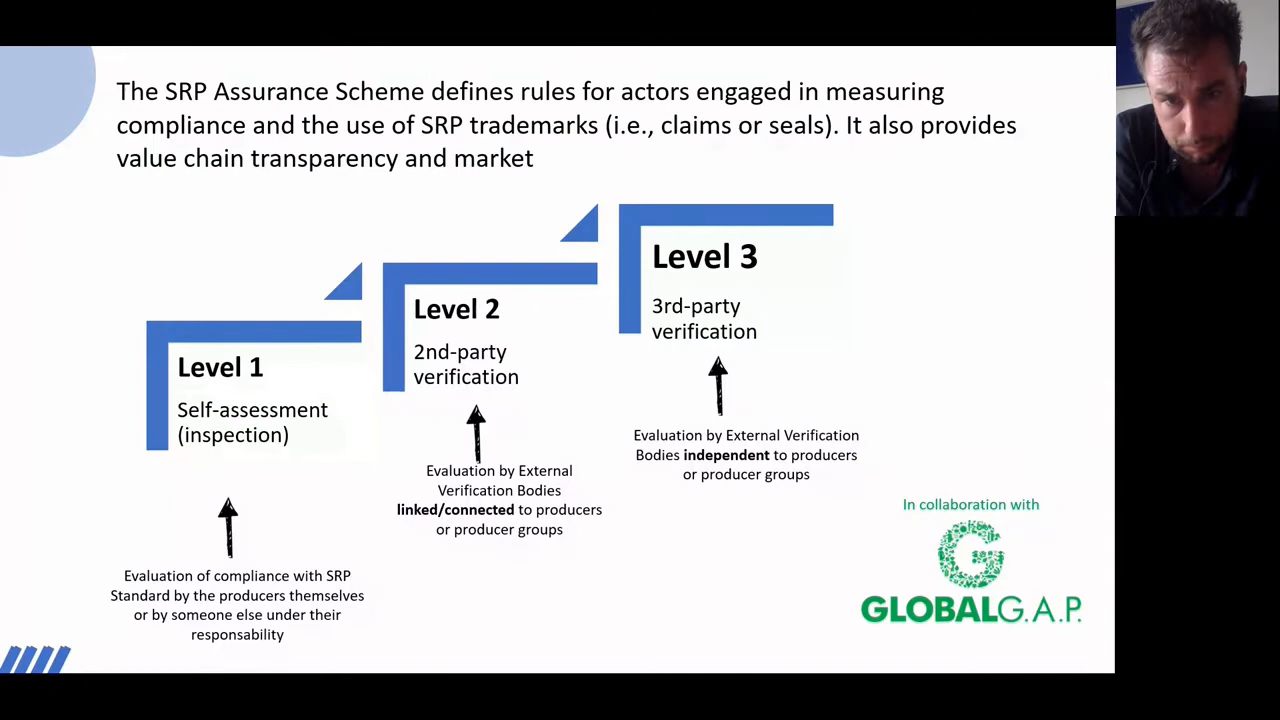 The SRP Assurance Scheme defines rules for actors engaged in measuring
compliance and the use of SRP trademarks (i.e., claims or seals). It also provides
value chain transparency and market
Level 1
Self-assessment
(inspection)
Evaluation of compliance with SRP
Standard by the producers themselves
or by someone else under their
responsability
Level 2
2nd-party
verification
Evaluation by External
Verification Bodies
linked/connected to producers
or producer groups
Level 3
3rd-party
verification
Evaluation by External Verification
Bodies independent to producers
or producer groups
In collaboration with
GLOBALG.A.P.